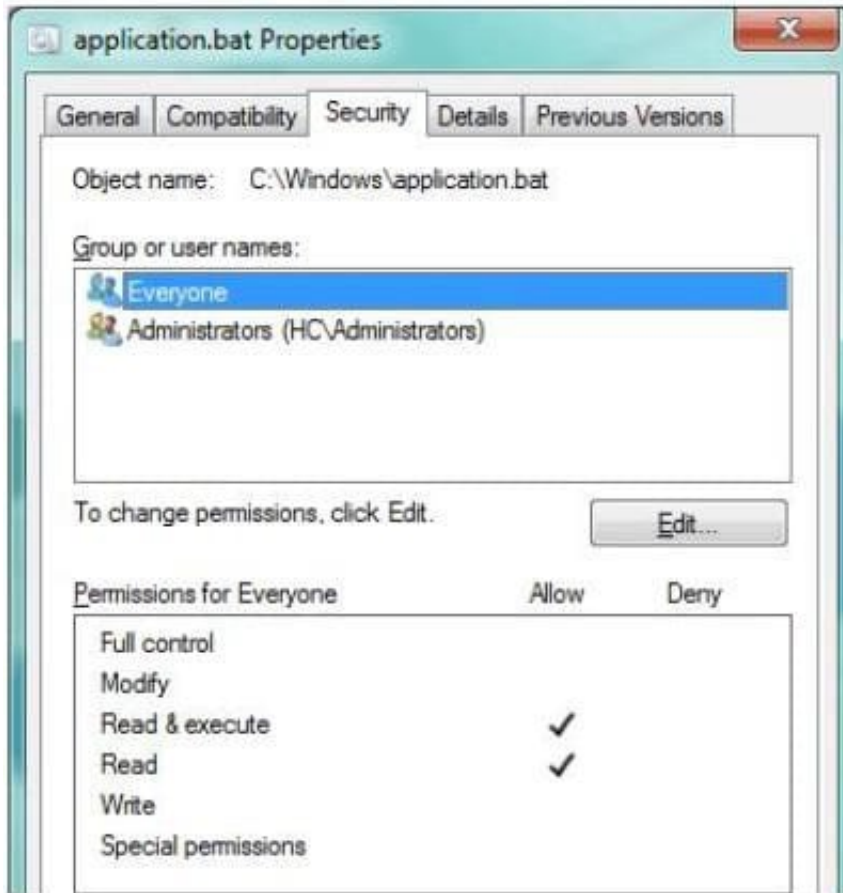 application.bat Properties
General Compatibility Security Details Previous Versions
Object name: C:\Windows\application.bat
Group or user names:
Everyone
Administrators (HC\Administrators)
To change permissions, click Edit.
Edit...
Permissions for Everyone Allow Deny
Full control
Modify
Read & execute
Read
Write
Special permissions